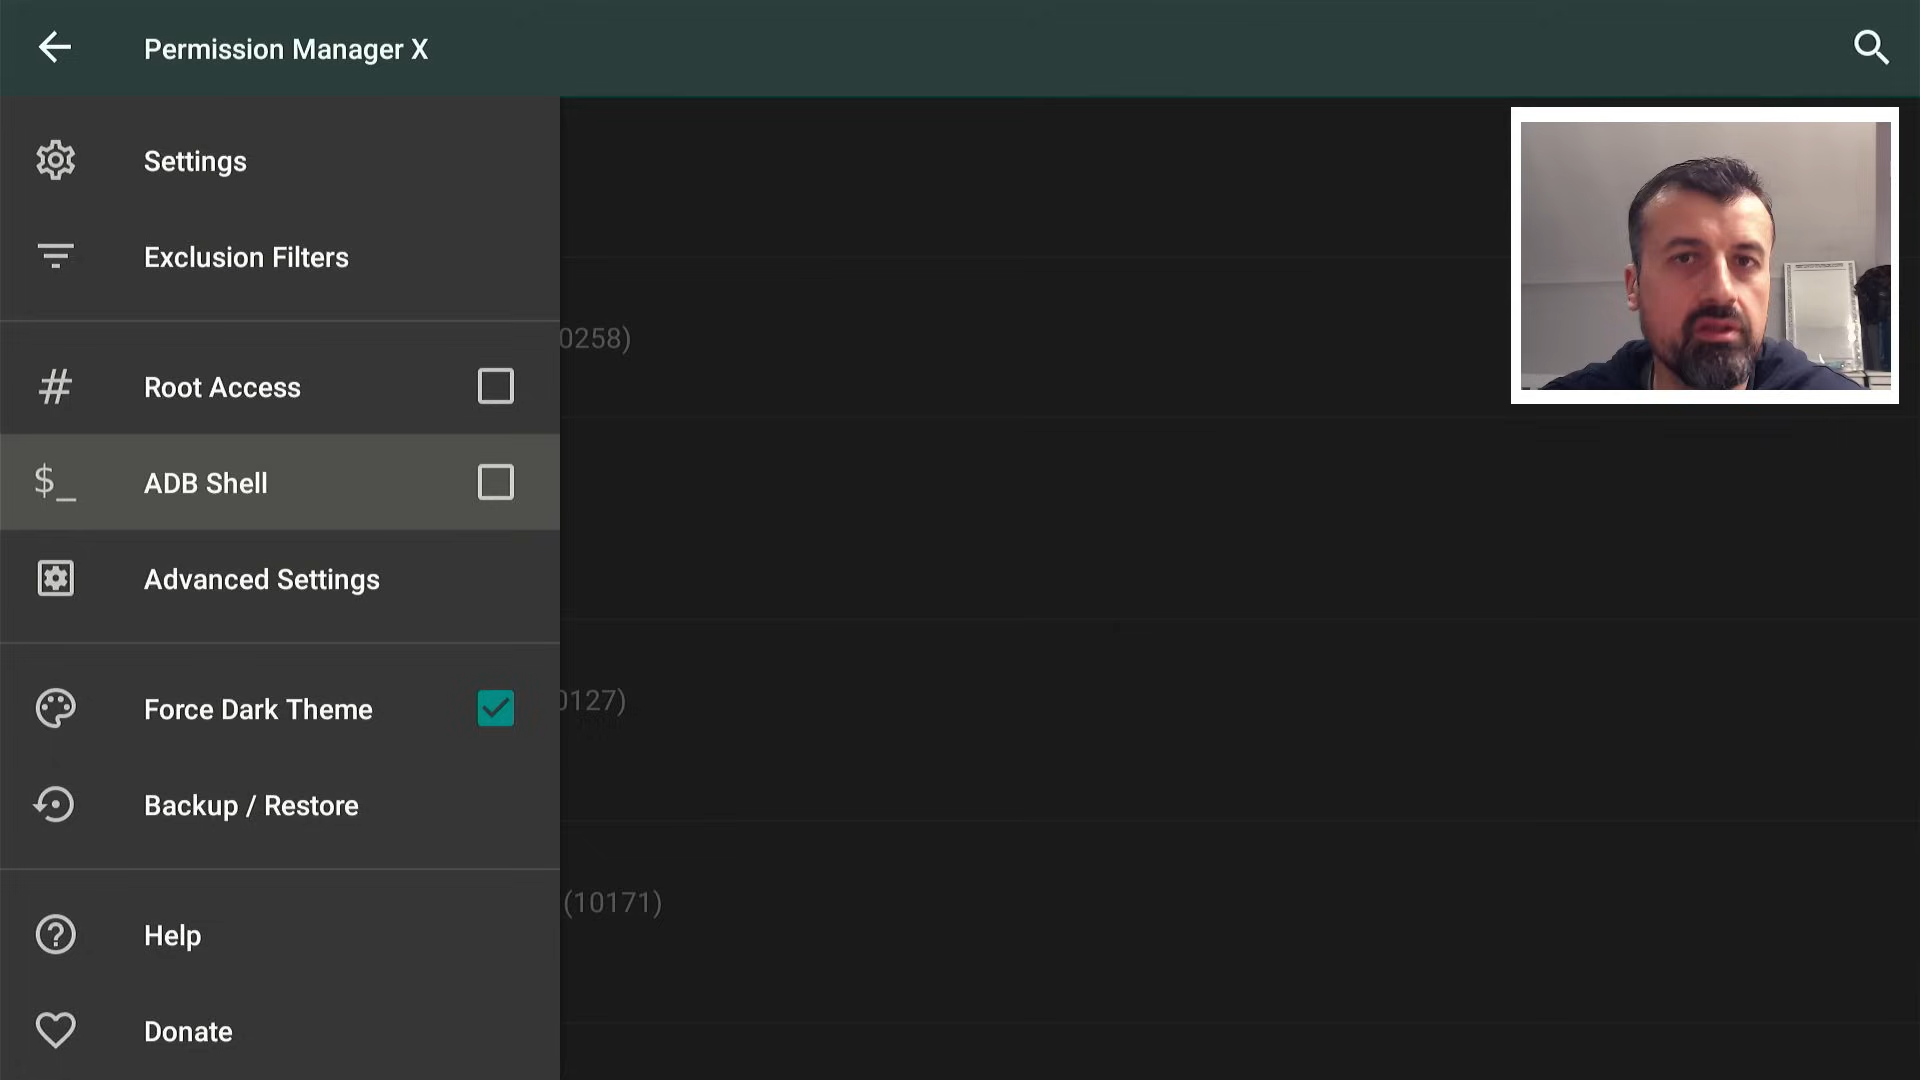 Permission Manager X
Settings
Exclusion Filters
0258)
# Root Access
$_ ADB Shell
Advanced Settings
Force Dark Theme
0127)
Backup / Restore
(10171)
Help
Donate